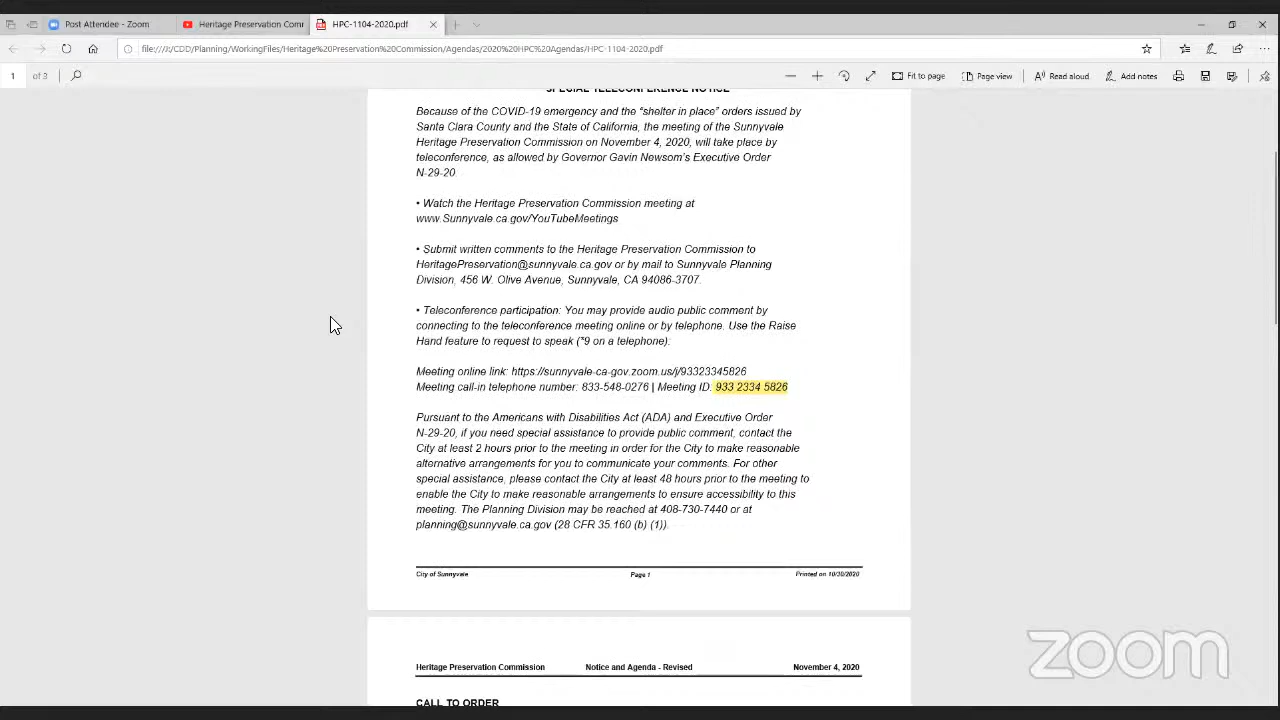 Post Attendee - Zoom
Heritage Preservation Comr
HPC-1104-2020.pdf
file:///J:/CDD/Planning/WorkingFiles/Heritage%20Preservation%20Commission/Agendas/2020%20HPC%20Agendas/HPC-1104-2020.pdf
1 of 3
Fit to page
Page view
Read aloud
Add notes
SPECIAL TELECONFERENCE NOTICE
Because of the COVID-19 emergency and the “shelter in place” orders issued by
Santa Clara County and the State of California, the meeting of the Sunnyvale
Heritage Preservation Commission on November 4, 2020, will take place by
teleconference, as allowed by Governor Gavin Newsom's Executive Order
N-29-20.
• Watch the Heritage Preservation Commission meeting at
www.Sunnyvale.ca.gov/YouTubeMeetings
• Submit written comments to the Heritage Preservation Commission to
HeritagePreservation@sunnyvale.ca.gov or by mail to Sunnyvale Planning
Division, 456 W. Olive Avenue, Sunnyvale, CA 94086-3707.
• Teleconference participation: You may provide audio public comment by
connecting to the teleconference meeting online or by telephone. Use the Raise
Hand feature to request to speak (*9 on a telephone):
Meeting online link: https://sunnyvale-ca-gov.zoom.us/j/93323345826
Meeting call-in telephone number: 833-548-0276 | Meeting ID: 933 2334 5826
Pursuant to the Americans with Disabilities Act (ADA) and Executive Order
N-29-20, if you need special assistance to provide public comment, contact the
City at least 2 hours prior to the meeting in order for the City to make reasonable
alternative arrangements for you to communicate your comments. For other
special assistance, please contact the City at least 48 hours prior to the meeting to
enable the City to make reasonable arrangements to ensure accessibility to this
meeting. The Planning Division may be reached at 408-730-7440 or at
planning@sunnyvale.ca.gov (28 CFR 35.160 (b) (1)).
City of Sunnyvale Page 1 Printed on 10/30/2020
Heritage Preservation Commission Notice and Agenda - Revised November 4, 2020
CALL TO ORDER
zoom